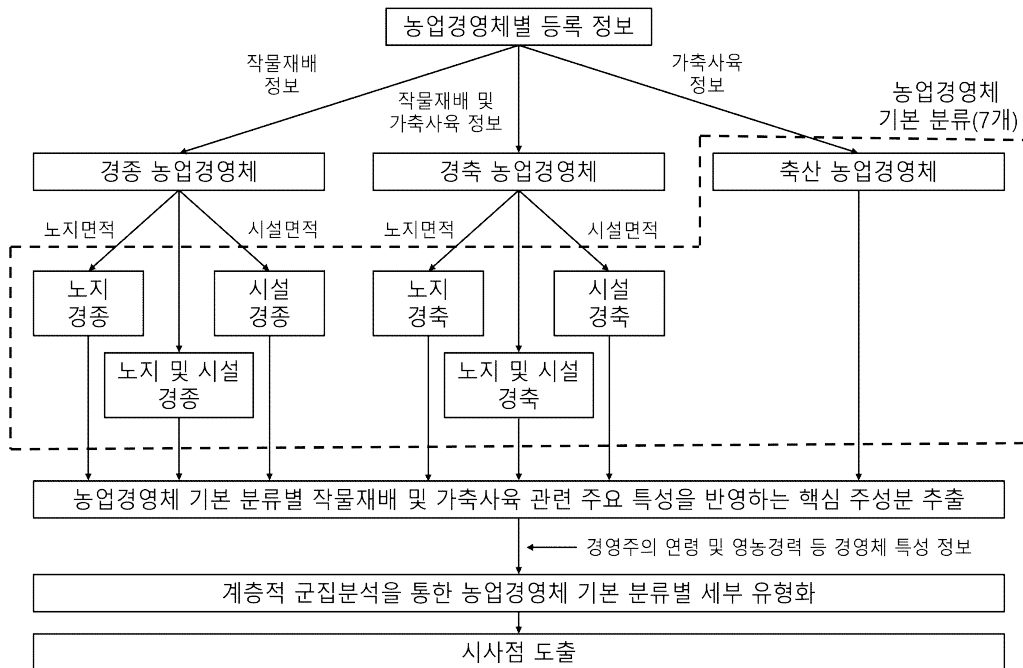 농업경영체별 등록 정보
작물재배
정보
작물재배 및
가축사육 정보
가축사육
정보
농업경영체
기본 분류(7개)
경종 농업경영체
경축 농업경영체
축산 농업경영체
노지면적
시설면적
노지면적
시설면적
노지
경종
시설
경종
노지
경축
시설
경축
노지 및 시설
경종
노지 및 시설
경축
농업경영체 기본 분류별 작물재배 및 가축사육 관련 주요 특성을 반영하는 핵심 주성분 추출
경영주의 연령 및 영농경력 등 경영체 특성 정보
계층적 군집분석을 통한 농업경영체 기본 분류별 세부 유형화
시사점 도출